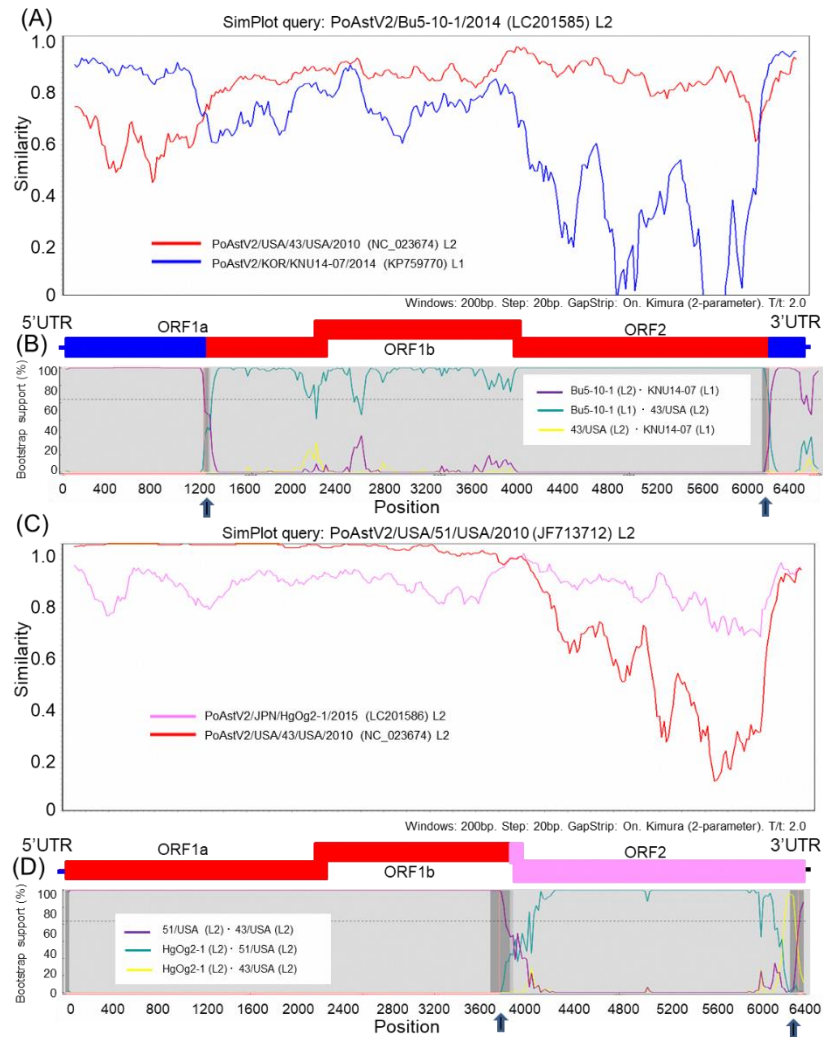 (A)
SimPlot query: PoAstV2/Bu5-10-1/2014 (LC201585) L2
1.0
0.8
0.6
0.4
0.2
0
Similarity
PoAstV2/USA/43/USA/2010 (NC_023674) L2
PoAstV2/KOR/KNU14-07/2014 (KP759770) L1
Windows: 200bp. Step: 20bp. GapStrip: On. Kimura (2-parameter). T/t: 2.0
5'UTR
ORF1a
ORF1b
ORF2
3'UTR
(B)
Bootstrap support (%)
100
80
60
40
20
0
Bu5-10-1 (L2)・KNU14-07 (L1)
Bu5-10-1 (L1)・43/USA (L2)
43/USA (L2)・KNU14-07 (L1)
0 400 800 1200 1600 2000 2400 2800 3200 3600 4000 4400 4800 5200 5600 6000 6400
Position
(C)
SimPlot query: PoAstV2/USA/51/USA/2010 (JF713712) L2
1.0
0.8
0.6
0.4
0.2
0
Similarity
PoAstV2/JPN/HgOg2-1/2015 (LC201586) L2
PoAstV2/USA/43/USA/2010 (NC_023674) L2
Windows: 200bp. Step: 20bp. GapStrip: On. Kimura (2-parameter). T/t: 2.0
5'UTR
ORF1a
ORF1b
ORF2
3'UTR
(D)
Bootstrap support (%)
100
80
60
40
20
0
51/USA (L2)・43/USA (L2)
HgOg2-1 (L2)・51/USA (L2)
HgOg2-1 (L2)・43/USA (L2)
0 400 800 1200 1600 2000 2400 2800 3200 3600 4000 4400 4800 5200 5600 6000 6400
Position